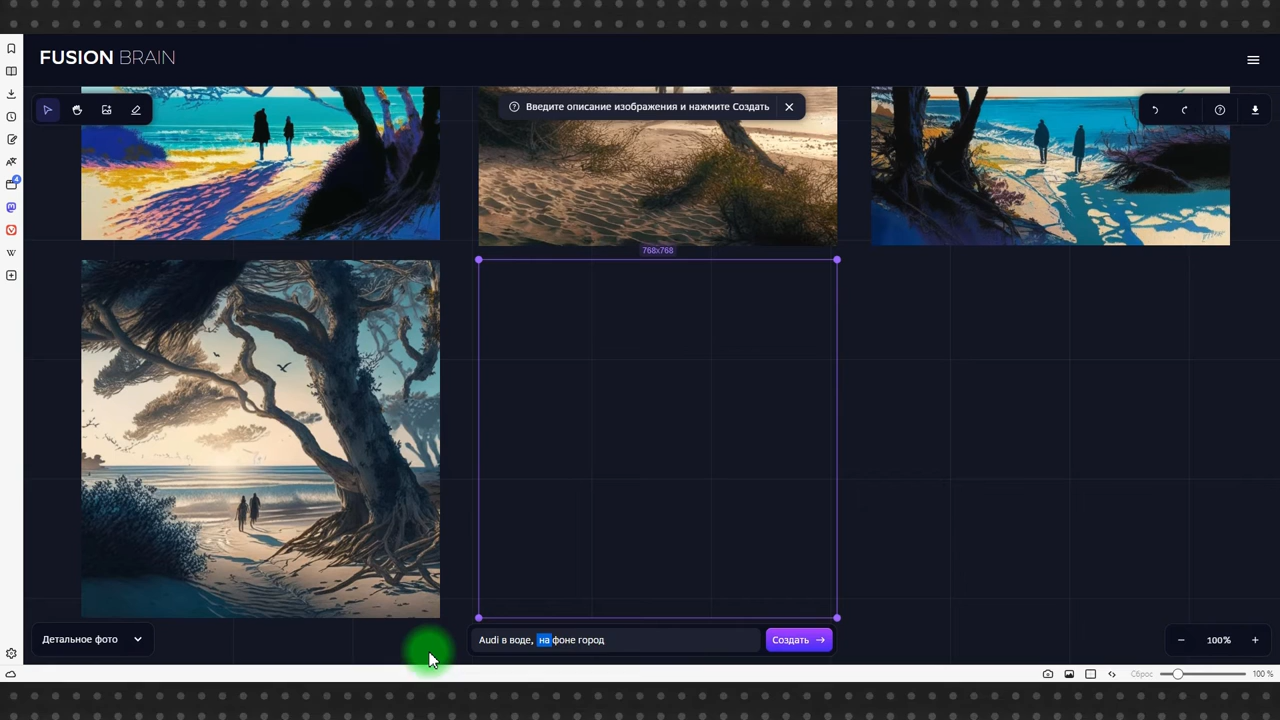 FUSION BRAIN
Введите описание изображения и нажмите Создать
768x768
Детальное фото
Audi в воде, на фоне город
Создать
100%
4
W
Сброс
100 %